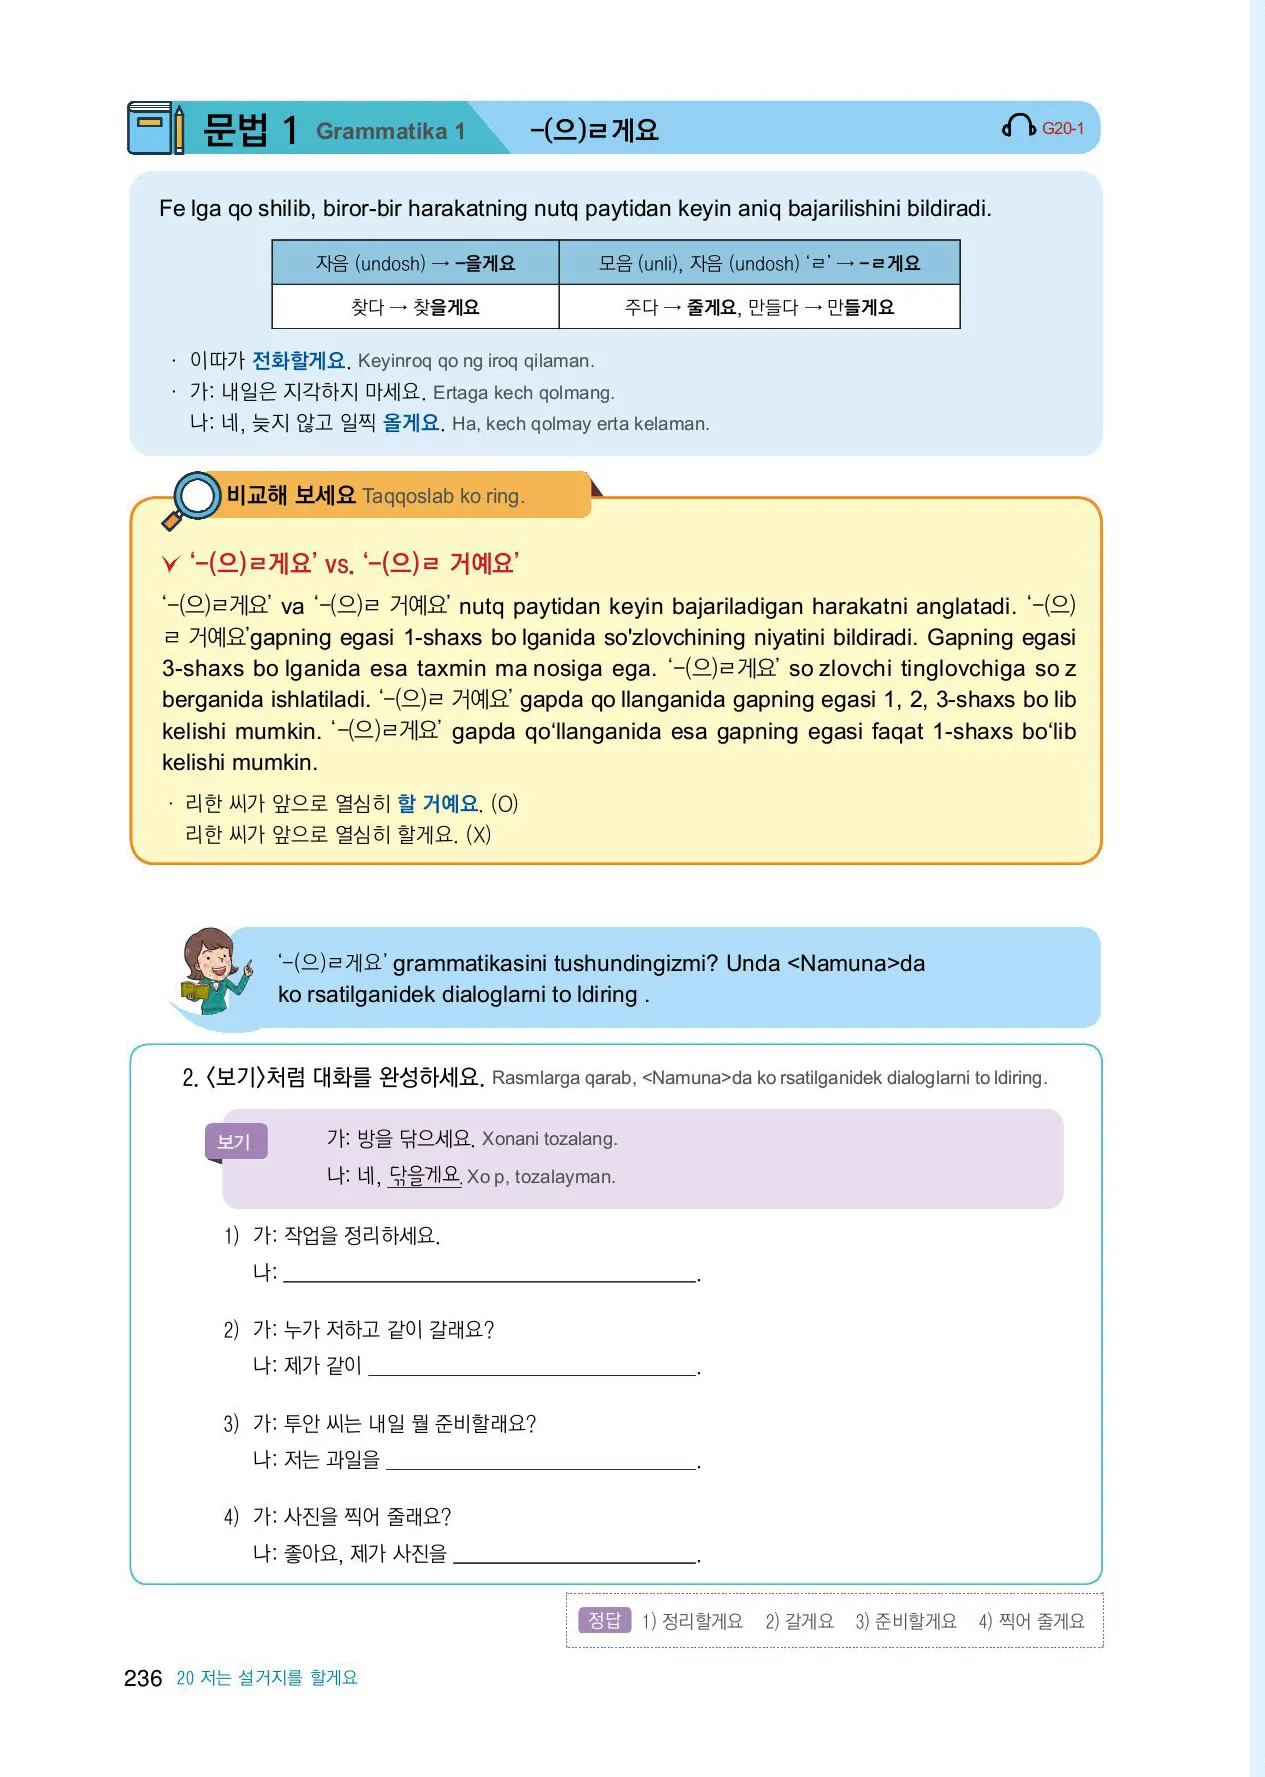 문법 1 Grammatika 1 -(으)ㄹ게요 G20-1
Fe lga qo shilib, biror-bir harakatning nutq paytidan keyin aniq bajarilishini bildiradi.
자음 (undosh) → -을게요 모음 (unli), 자음 (undosh) ‘ㄹ’ → -ㄹ게요
찾다 → 찾을게요 주다 → 줄게요, 만들다 → 만들게요
· 이따가 전화할게요. Keyinroq qo ng iroq qilaman.
· 가: 내일은 지각하지 마세요. Ertaga kech qolmang.
나: 네, 늦지 않고 일찍 올게요. Ha, kech qolmay erta kelaman.
비교해 보세요 Taqqoslab ko ring.
‘-(으)ㄹ게요’ vs. ‘-(으)ㄹ 거예요’
‘-(으)ㄹ게요’ va ‘-(으)ㄹ 거예요’ nutq paytidan keyin bajariladigan harakatni anglatadi. ‘-(으)
ㄹ 거예요’gapning egasi 1-shaxs bo lganida so'zlovchining niyatini bildiradi. Gapning egasi
3-shaxs bo lganida esa taxmin ma nosiga ega. ‘-(으)ㄹ게요’ so zlovchi tinglovchiga so z
berganida ishlatiladi. ‘-(으)ㄹ 거예요’ gapda qo llanganida gapning egasi 1, 2, 3-shaxs bo lib
kelishi mumkin. ‘-(으)ㄹ게요’ gapda qo‘llanganida esa gapning egasi faqat 1-shaxs bo‘lib
kelishi mumkin.
· 리한 씨가 앞으로 열심히 할 거예요. (O)
리한 씨가 앞으로 열심히 할게요. (X)
‘-(으)ㄹ게요’ grammatikasini tushundingizmi? Unda <Namuna>da
ko rsatilganidek dialoglarni to ldiring .
2. <보기>처럼 대화를 완성하세요. Rasmlarga qarab, <Namuna>da ko rsatilganidek dialoglarni to ldiring.
보기 가: 방을 닦으세요. Xonani tozalang.
나: 네, 닦을게요. Xo p, tozalayman.
1) 가: 작업을 정리하세요.
나: ____________________.
2) 가: 누가 저하고 같이 갈래요?
나: 제가 같이 ____________________.
3) 가: 투안 씨는 내일 뭘 준비할래요?
나: 저는 과일을 ____________________.
4) 가: 사진을 찍어 줄래요?
나: 좋아요, 제가 사진을 ____________________.
정답 1) 정리할게요 2) 갈게요 3) 준비할게요 4) 찍어 줄게요
236 20 저는 설거지를 할게요